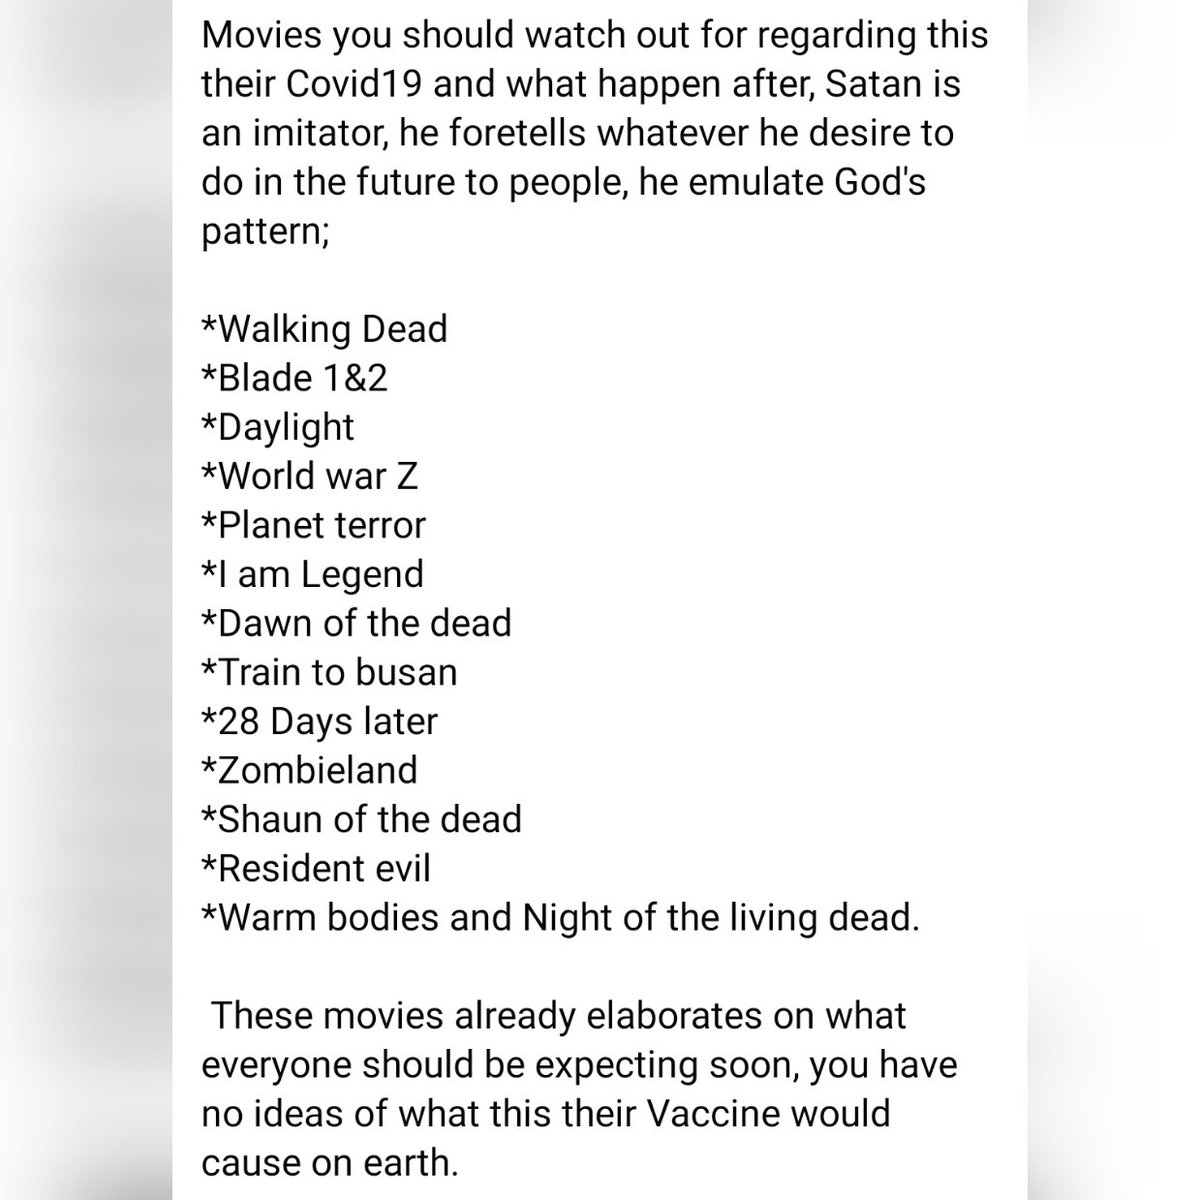 Movies you should watch out for regarding this
their Covid19 and what happen after, Satan is
an imitator, he foretells whatever he desire to
do in the future to people, he emulate God's
pattern;
*Walking Dead
*Blade 1&2
*Daylight
*World war Z
*Planet terror
*I am Legend
*Dawn of the dead
*Train to busan
*28 Days later
*Zombieland
*Shaun of the dead
*Resident evil
*Warm bodies and Night of the living dead.
These movies already elaborates on what
everyone should be expecting soon, you have
no ideas of what this their Vaccine would
cause on earth.